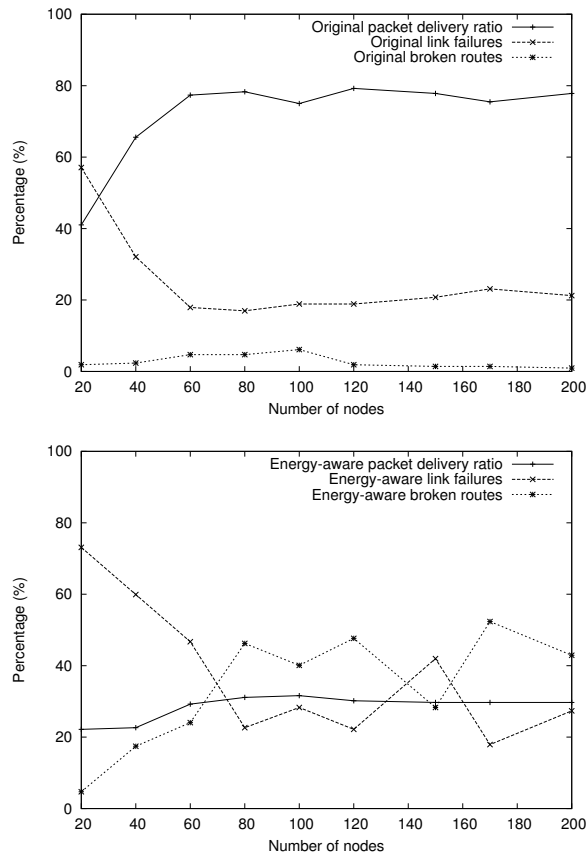 100
80
60
40
20
0
Percentage (%)
Original packet delivery ratio
Original link failures
Original broken routes
20 40 60 80 100 120 140 160 180 200
Number of nodes
100
80
60
40
20
0
Percentage (%)
Energy-aware packet delivery ratio
Energy-aware link failures
Energy-aware broken routes
20 40 60 80 100 120 140 160 180 200
Number of nodes